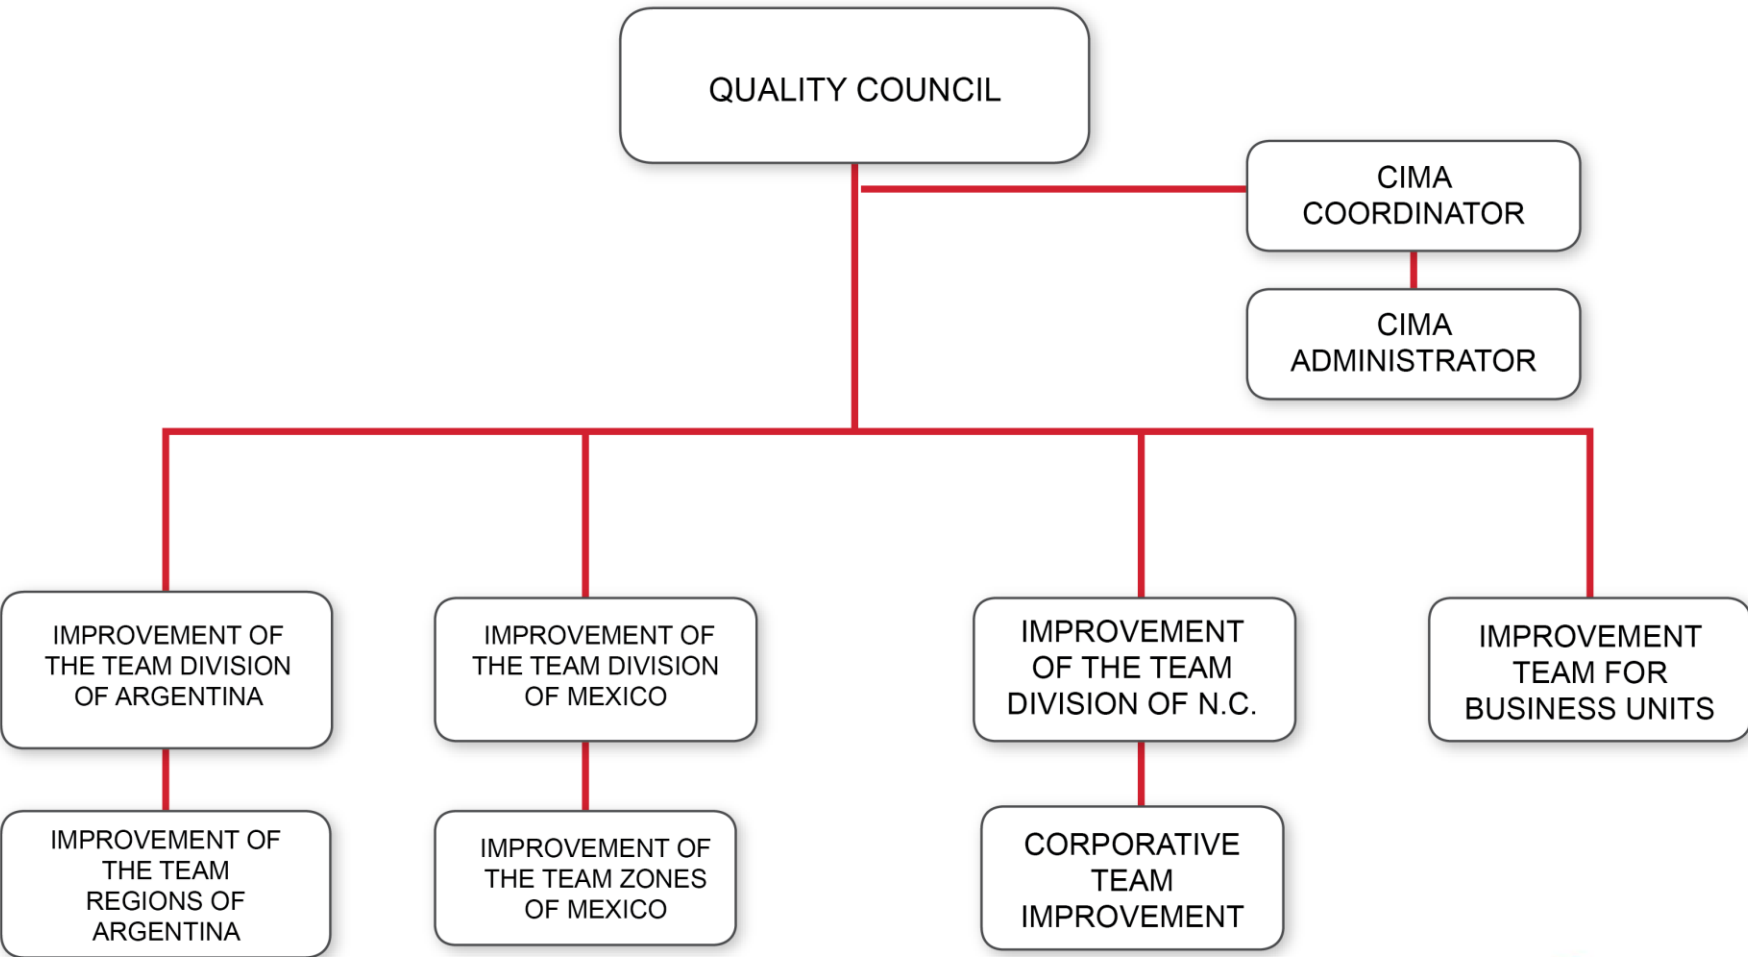 QUALITY COUNCIL
CIMA
COORDINATOR
CIMA
ADMINISTRATOR
IMPROVEMENT OF
THE TEAM DIVISION
OF ARGENTINA
IMPROVEMENT OF
THE TEAM DIVISION
OF MEXICO
IMPROVEMENT
OF THE TEAM
DIVISION OF N.C.
IMPROVEMENT
TEAM FOR
BUSINESS UNITS
IMPROVEMENT OF
THE TEAM
REGIONS OF
ARGENTINA
IMPROVEMENT OF
THE TEAM ZONES
OF MEXICO
CORPORATIVE
TEAM
IMPROVEMENT